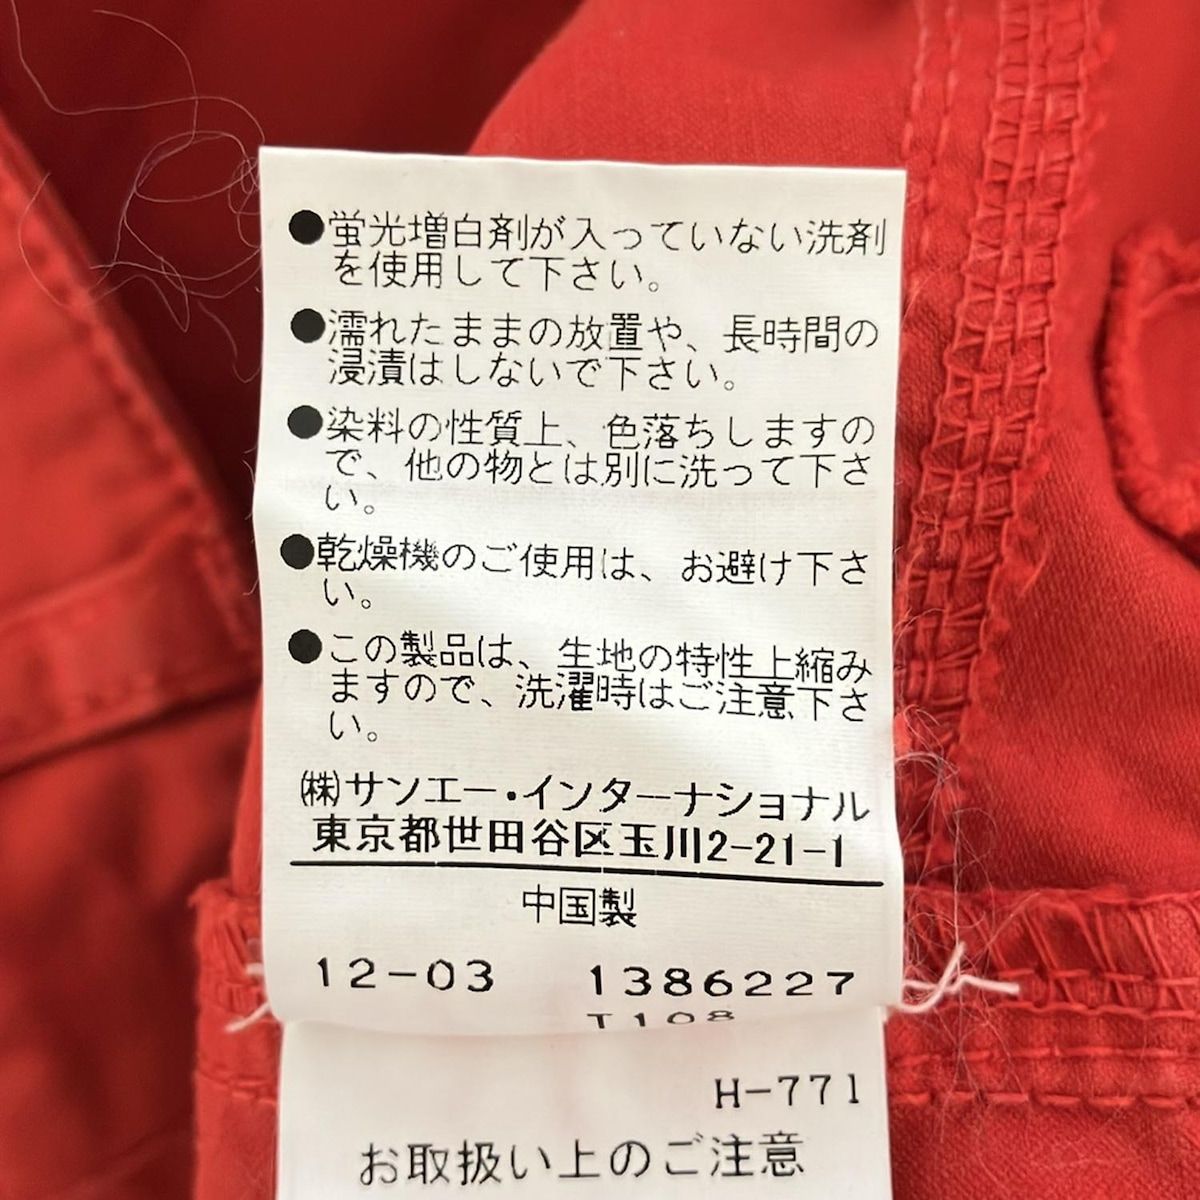 ●蛍光増白剤が入っていない洗剤
を使用して下さい。
●濡れたままの放置や、長時間の
浸漬はしないで下さい。
●染料の性質上、色落ちしますの
で、他の物とは別に洗って下さ
い。
●乾燥機のご使用は、お避け下さ
い。
●この製品は、生地の特性上縮み
ますので、洗濯時はご注意下さ
い。
(株)サンエー・インターナショナル
東京都世田谷区玉川2-21-1
中国製
12-03 1386227
T108
H-771
お取扱い上のご注意